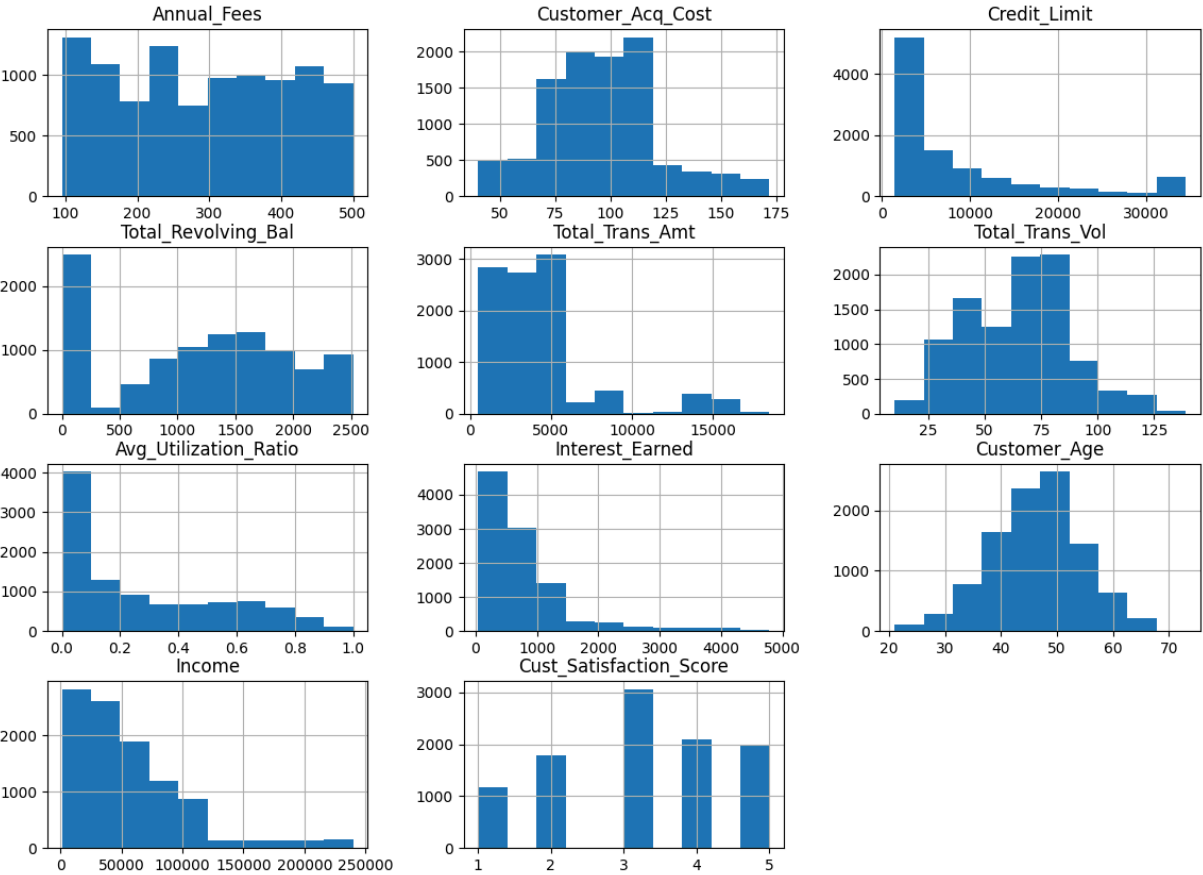 Annual_Fees
1000
500
0
100 200 300 400 500
Customer_Acq_Cost
2000
1500
1000
500
0
50 75 100 125 150 175
Credit_Limit
4000
2000
0
0 10000 20000 30000
Total_Revolving_Bal
2000
1000
0
0 500 1000 1500 2000 2500
Total_Trans_Amt
3000
2000
1000
0
0 5000 10000 15000
Total_Trans_Vol
2000
1500
1000
500
0
25 50 75 100 125
Avg_Utilization_Ratio
4000
3000
2000
1000
0
0.0 0.2 0.4 0.6 0.8 1.0
Interest_Earned
4000
3000
2000
1000
0
0 1000 2000 3000 4000 5000
Customer_Age
2000
1000
0
20 30 40 50 60 70
Income
2000
1000
0
0 50000 100000 150000 200000 250000
Cust_Satisfaction_Score
3000
2000
1000
0
1 2 3 4 5